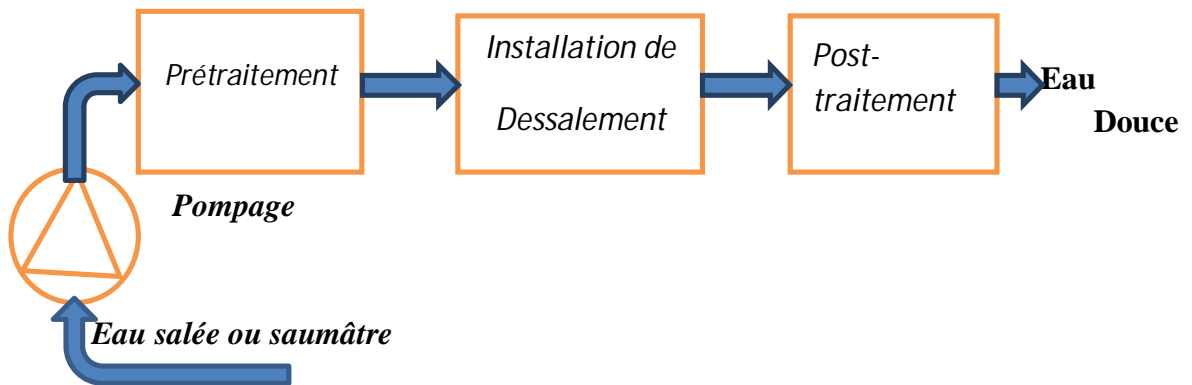 Prétraitement
Installation de
Dessalement
Post-
traitement
Eau
Douce
Pompage
Eau salée ou saumâtre